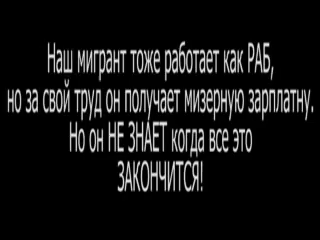 Наш мигрант тоже работает как РАБ,
но за свой труд он получает мизерную зарплатну.
Но он НЕ ЗНАЕТ когда все это
ЗАКОНЧИТСЯ!